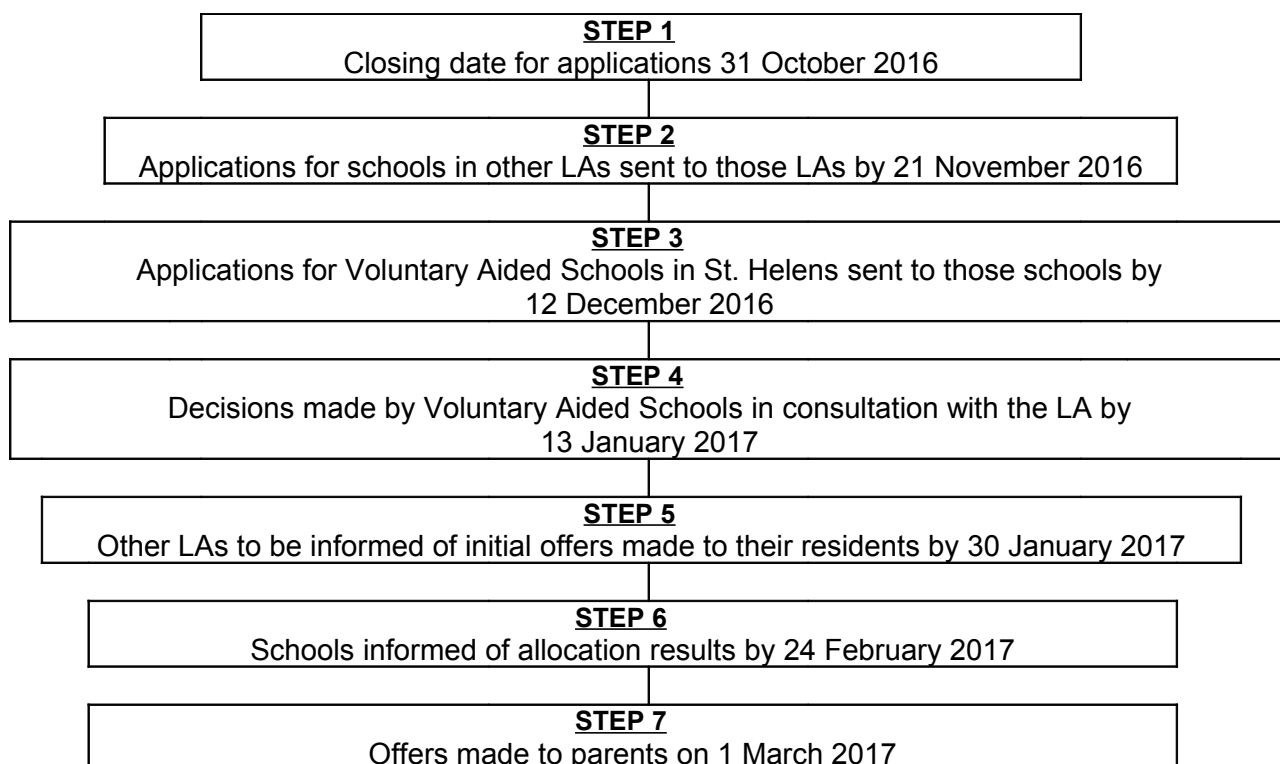 STEP 1
Closing date for applications 31 October 2016
STEP 2
Applications for schools in other LAs sent to those LAs by 21 November 2016
STEP 3
Applications for Voluntary Aided Schools in St. Helens sent to those schools by
12 December 2016
STEP 4
Decisions made by Voluntary Aided Schools in consultation with the LA by
13 January 2017
STEP 5
Other LAs to be informed of initial offers made to their residents by 30 January 2017
STEP 6
Schools informed of allocation results by 24 February 2017
STEP 7
Offers made to parents on 1 March 2017